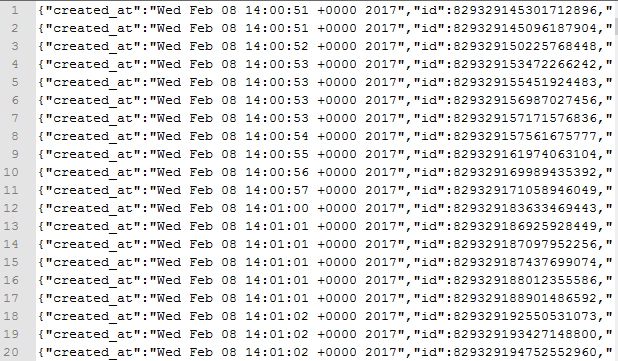 1 {"created_at":"Wed Feb 08 14:00:51 +0000 2017","id":829329145301712896,"
2 {"created_at":"Wed Feb 08 14:00:51 +0000 2017","id":829329145096187904,"
3 {"created_at":"Wed Feb 08 14:00:52 +0000 2017","id":829329150225768448,"
4 {"created_at":"Wed Feb 08 14:00:53 +0000 2017","id":829329153472266242,"
5 {"created_at":"Wed Feb 08 14:00:53 +0000 2017","id":829329155451924483,"
6 {"created_at":"Wed Feb 08 14:00:53 +0000 2017","id":829329156987027456,"
7 {"created_at":"Wed Feb 08 14:00:53 +0000 2017","id":829329157171576836,"
8 {"created_at":"Wed Feb 08 14:00:54 +0000 2017","id":829329157561675777,"
9 {"created_at":"Wed Feb 08 14:00:55 +0000 2017","id":829329161974063104,"
10 {"created_at":"Wed Feb 08 14:00:56 +0000 2017","id":829329169989435392,"
11 {"created_at":"Wed Feb 08 14:00:57 +0000 2017","id":829329171058946049,"
12 {"created_at":"Wed Feb 08 14:01:00 +0000 2017","id":829329183633469443,"
13 {"created_at":"Wed Feb 08 14:01:01 +0000 2017","id":829329186925928449,"
14 {"created_at":"Wed Feb 08 14:01:01 +0000 2017","id":829329187097952256,"
15 {"created_at":"Wed Feb 08 14:01:01 +0000 2017","id":829329187437699074,"
16 {"created_at":"Wed Feb 08 14:01:01 +0000 2017","id":829329188012355586,"
17 {"created_at":"Wed Feb 08 14:01:01 +0000 2017","id":829329188901486592,"
18 {"created_at":"Wed Feb 08 14:01:02 +0000 2017","id":829329192550531073,"
19 {"created_at":"Wed Feb 08 14:01:02 +0000 2017","id":829329193427148800,"
20 {"created_at":"Wed Feb 08 14:01:02 +0000 2017","id":829329194752552960,"